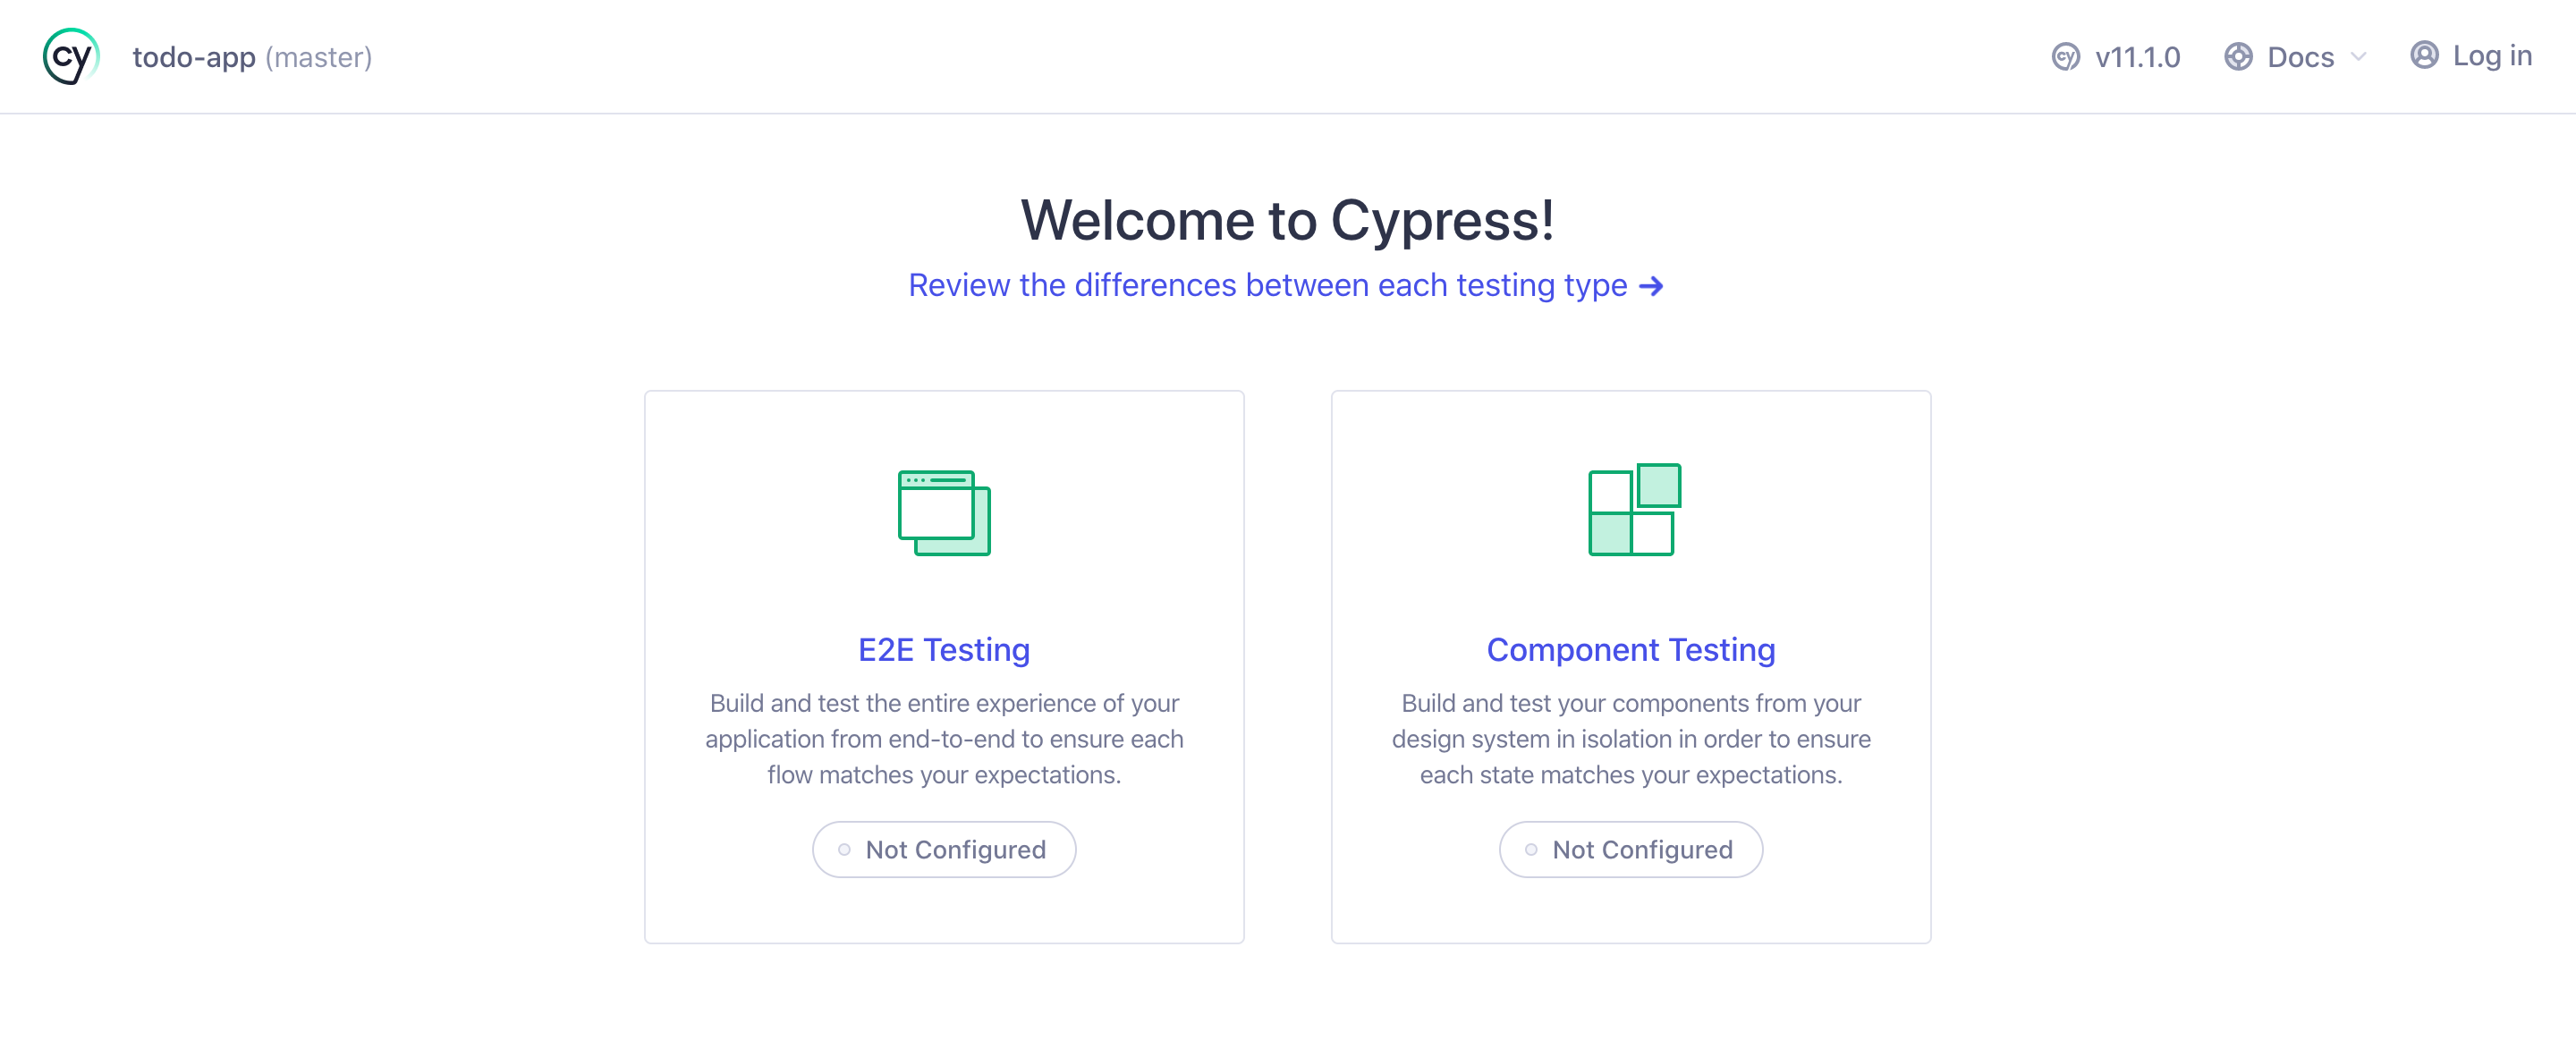 cy todo-app (master) cy v11.1.0 Docs Log in
Welcome to Cypress!
Review the differences between each testing type →
E2E Testing
Build and test the entire experience of your
application from end-to-end to ensure each
flow matches your expectations.
Not Configured
Component Testing
Build and test your components from your
design system in isolation in order to ensure
each state matches your expectations.
Not Configured